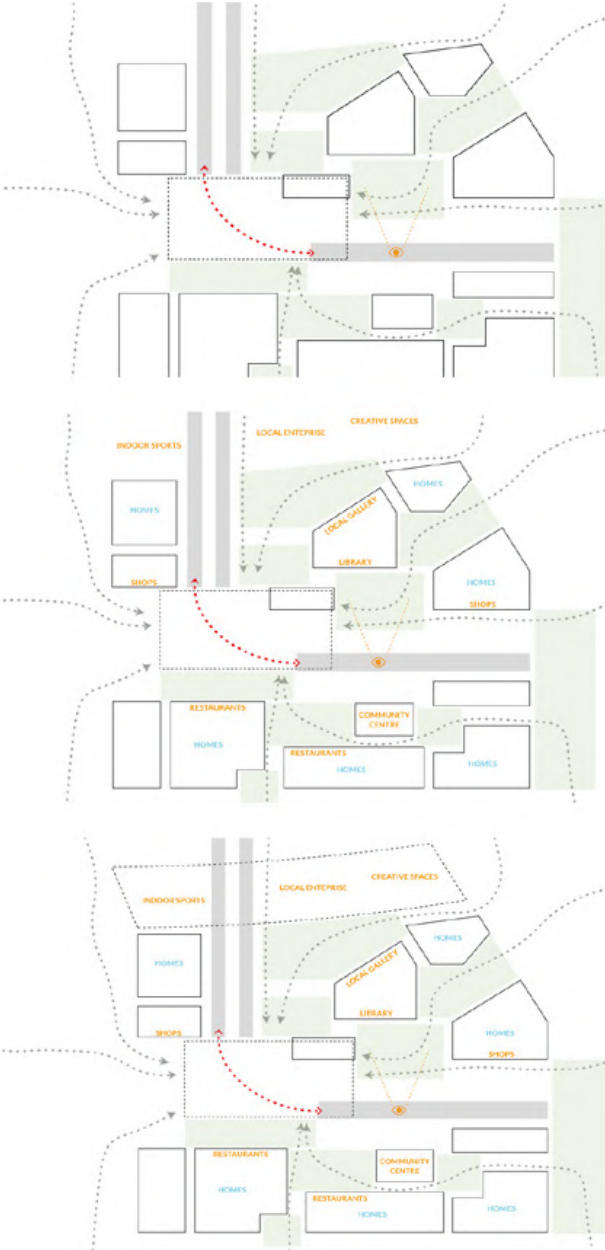 CREATIVE SPACES
LOCAL ENTEPRISE
INDOOR SPORTS
HOMES
HOMES
LOCAL GALLERY
LIBRARY
SHOPS
HOMES
SHOPS
RESTAURANTS
HOMES
COMMUNITY
CENTRE
RESTAURANTS
HOMES
HOMES
CREATIVE SPACES
LOCAL ENTEPRISE
INDOOR SPORTS
HOMES
HOMES
LOCAL GALLERY
LIBRARY
SHOPS
HOMES
SHOPS
RESTAURANTS
HOMES
COMMUNITY
CENTRE
RESTAURANTS
HOMES
HOMES